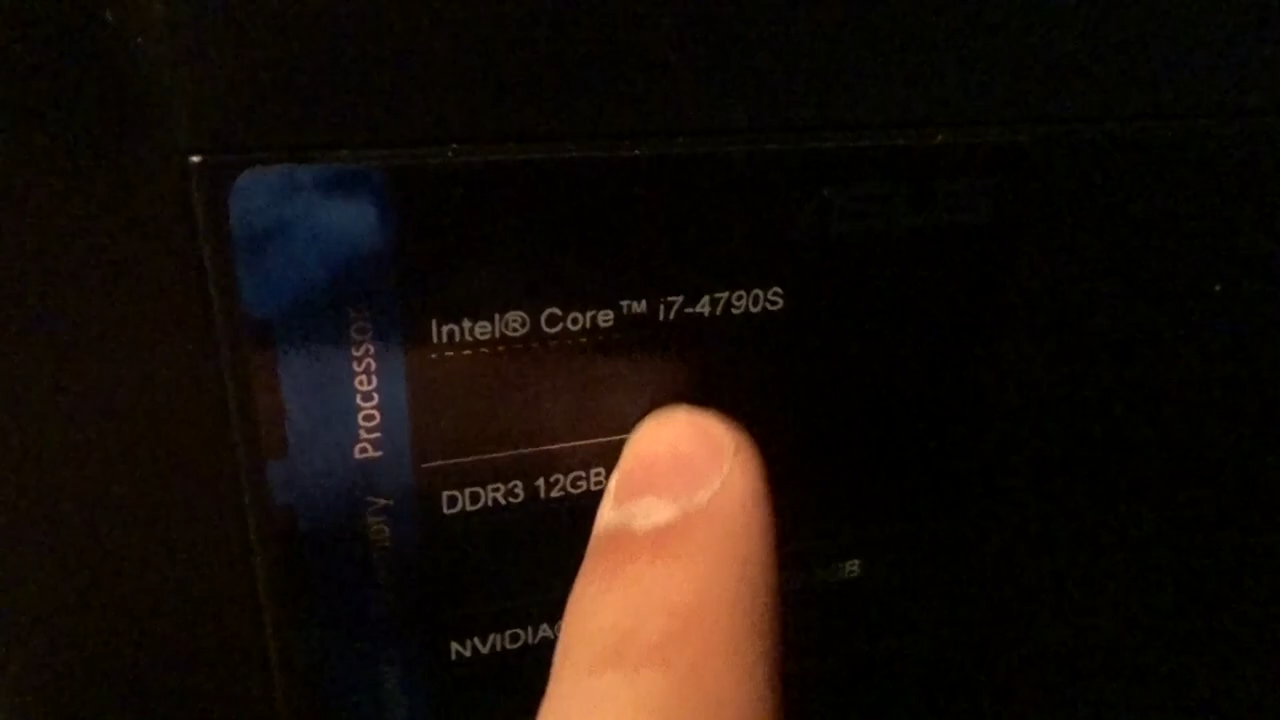 Intel® Core™ i7-4790S
Processor
DDR3 12GB
NVIDIA